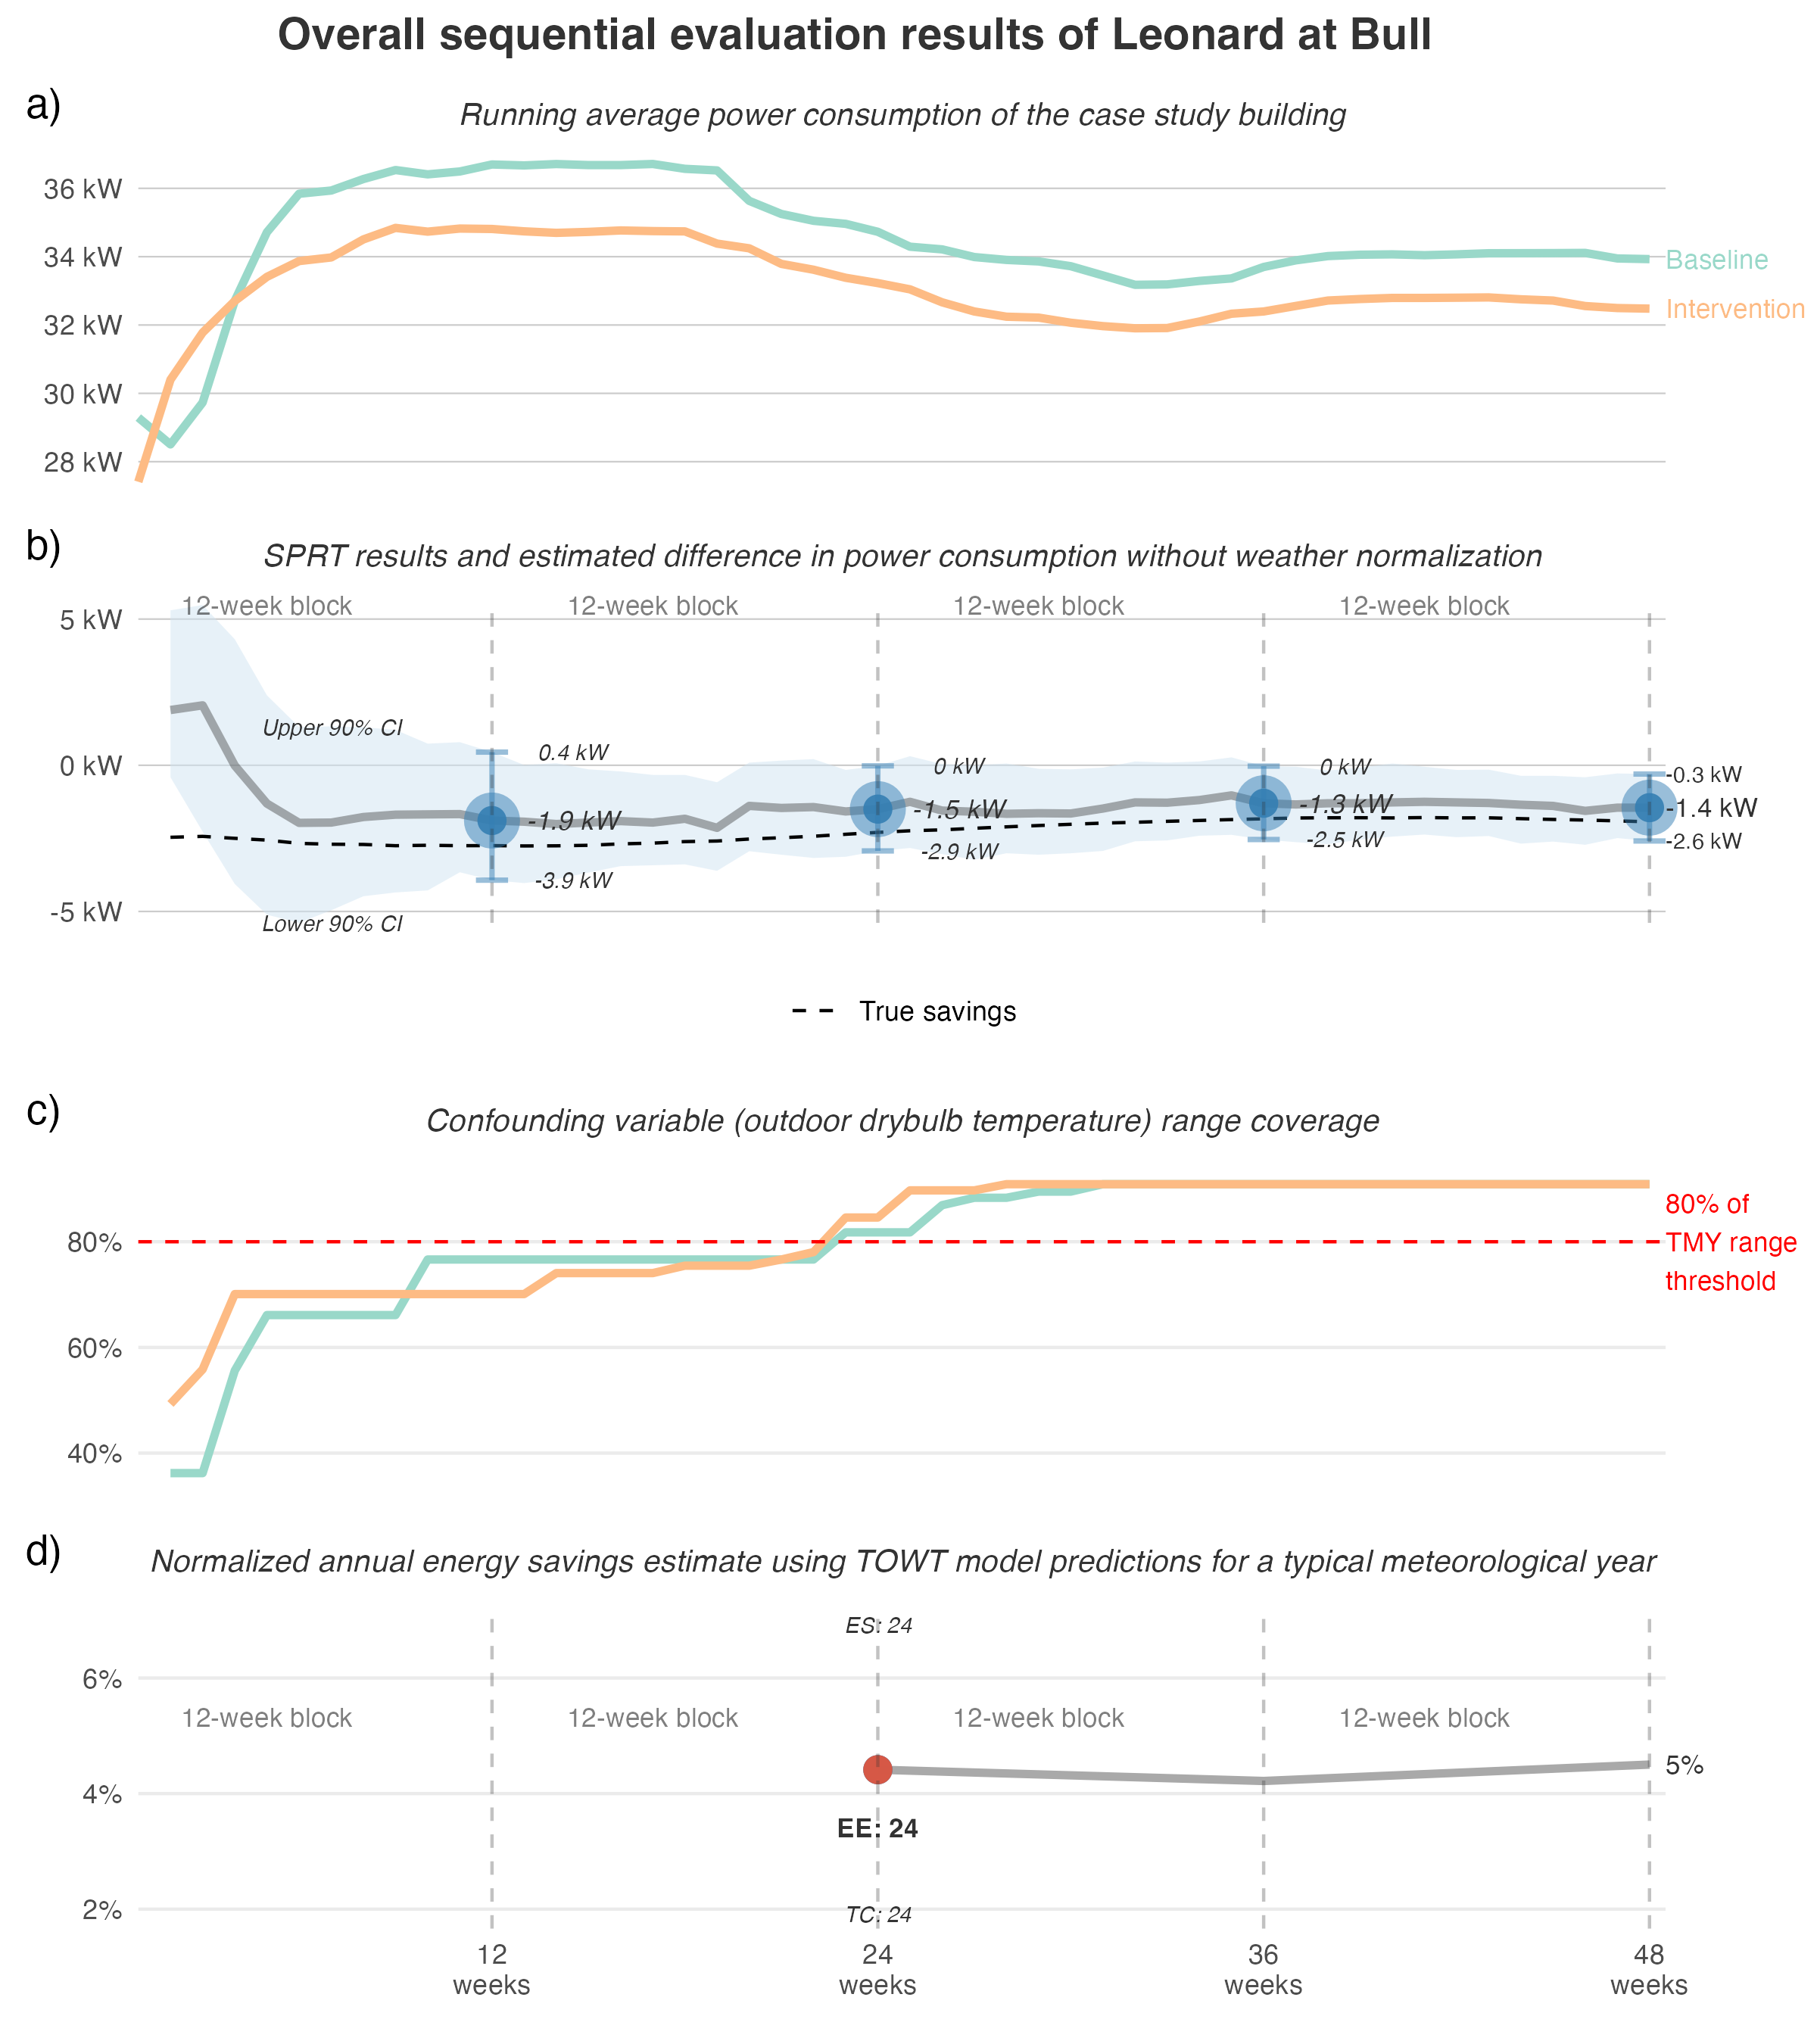 Overall sequential evaluation results of Leonard at Bull
a)
Running average power consumption of the case study building
36 kW
34 kW
32 kW
30 kW
28 kW
Baseline
Intervention
b)
SPRT results and estimated difference in power consumption without weather normalization
12-week block
12-week block
12-week block
12-week block
5 kW
0 kW
-5 kW
Upper 90% CI
Lower 90% CI
0.4 kW
-1.9 kW
-3.9 kW
0 kW
-1.5 kW
-2.9 kW
0 kW
-1.3 kW
-2.5 kW
-0.3 kW
-1.4 kW
-2.6 kW
True savings
c)
Confounding variable (outdoor drybulb temperature) range coverage
80%
60%
40%
80% of
TMY range
threshold
d)
Normalized annual energy savings estimate using TOWT model predictions for a typical meteorological year
ES: 24
6%
12-week block
12-week block
12-week block
12-week block
5%
4%
EE: 24
2%
TC: 24
12
weeks
24
weeks
36
weeks
48
weeks